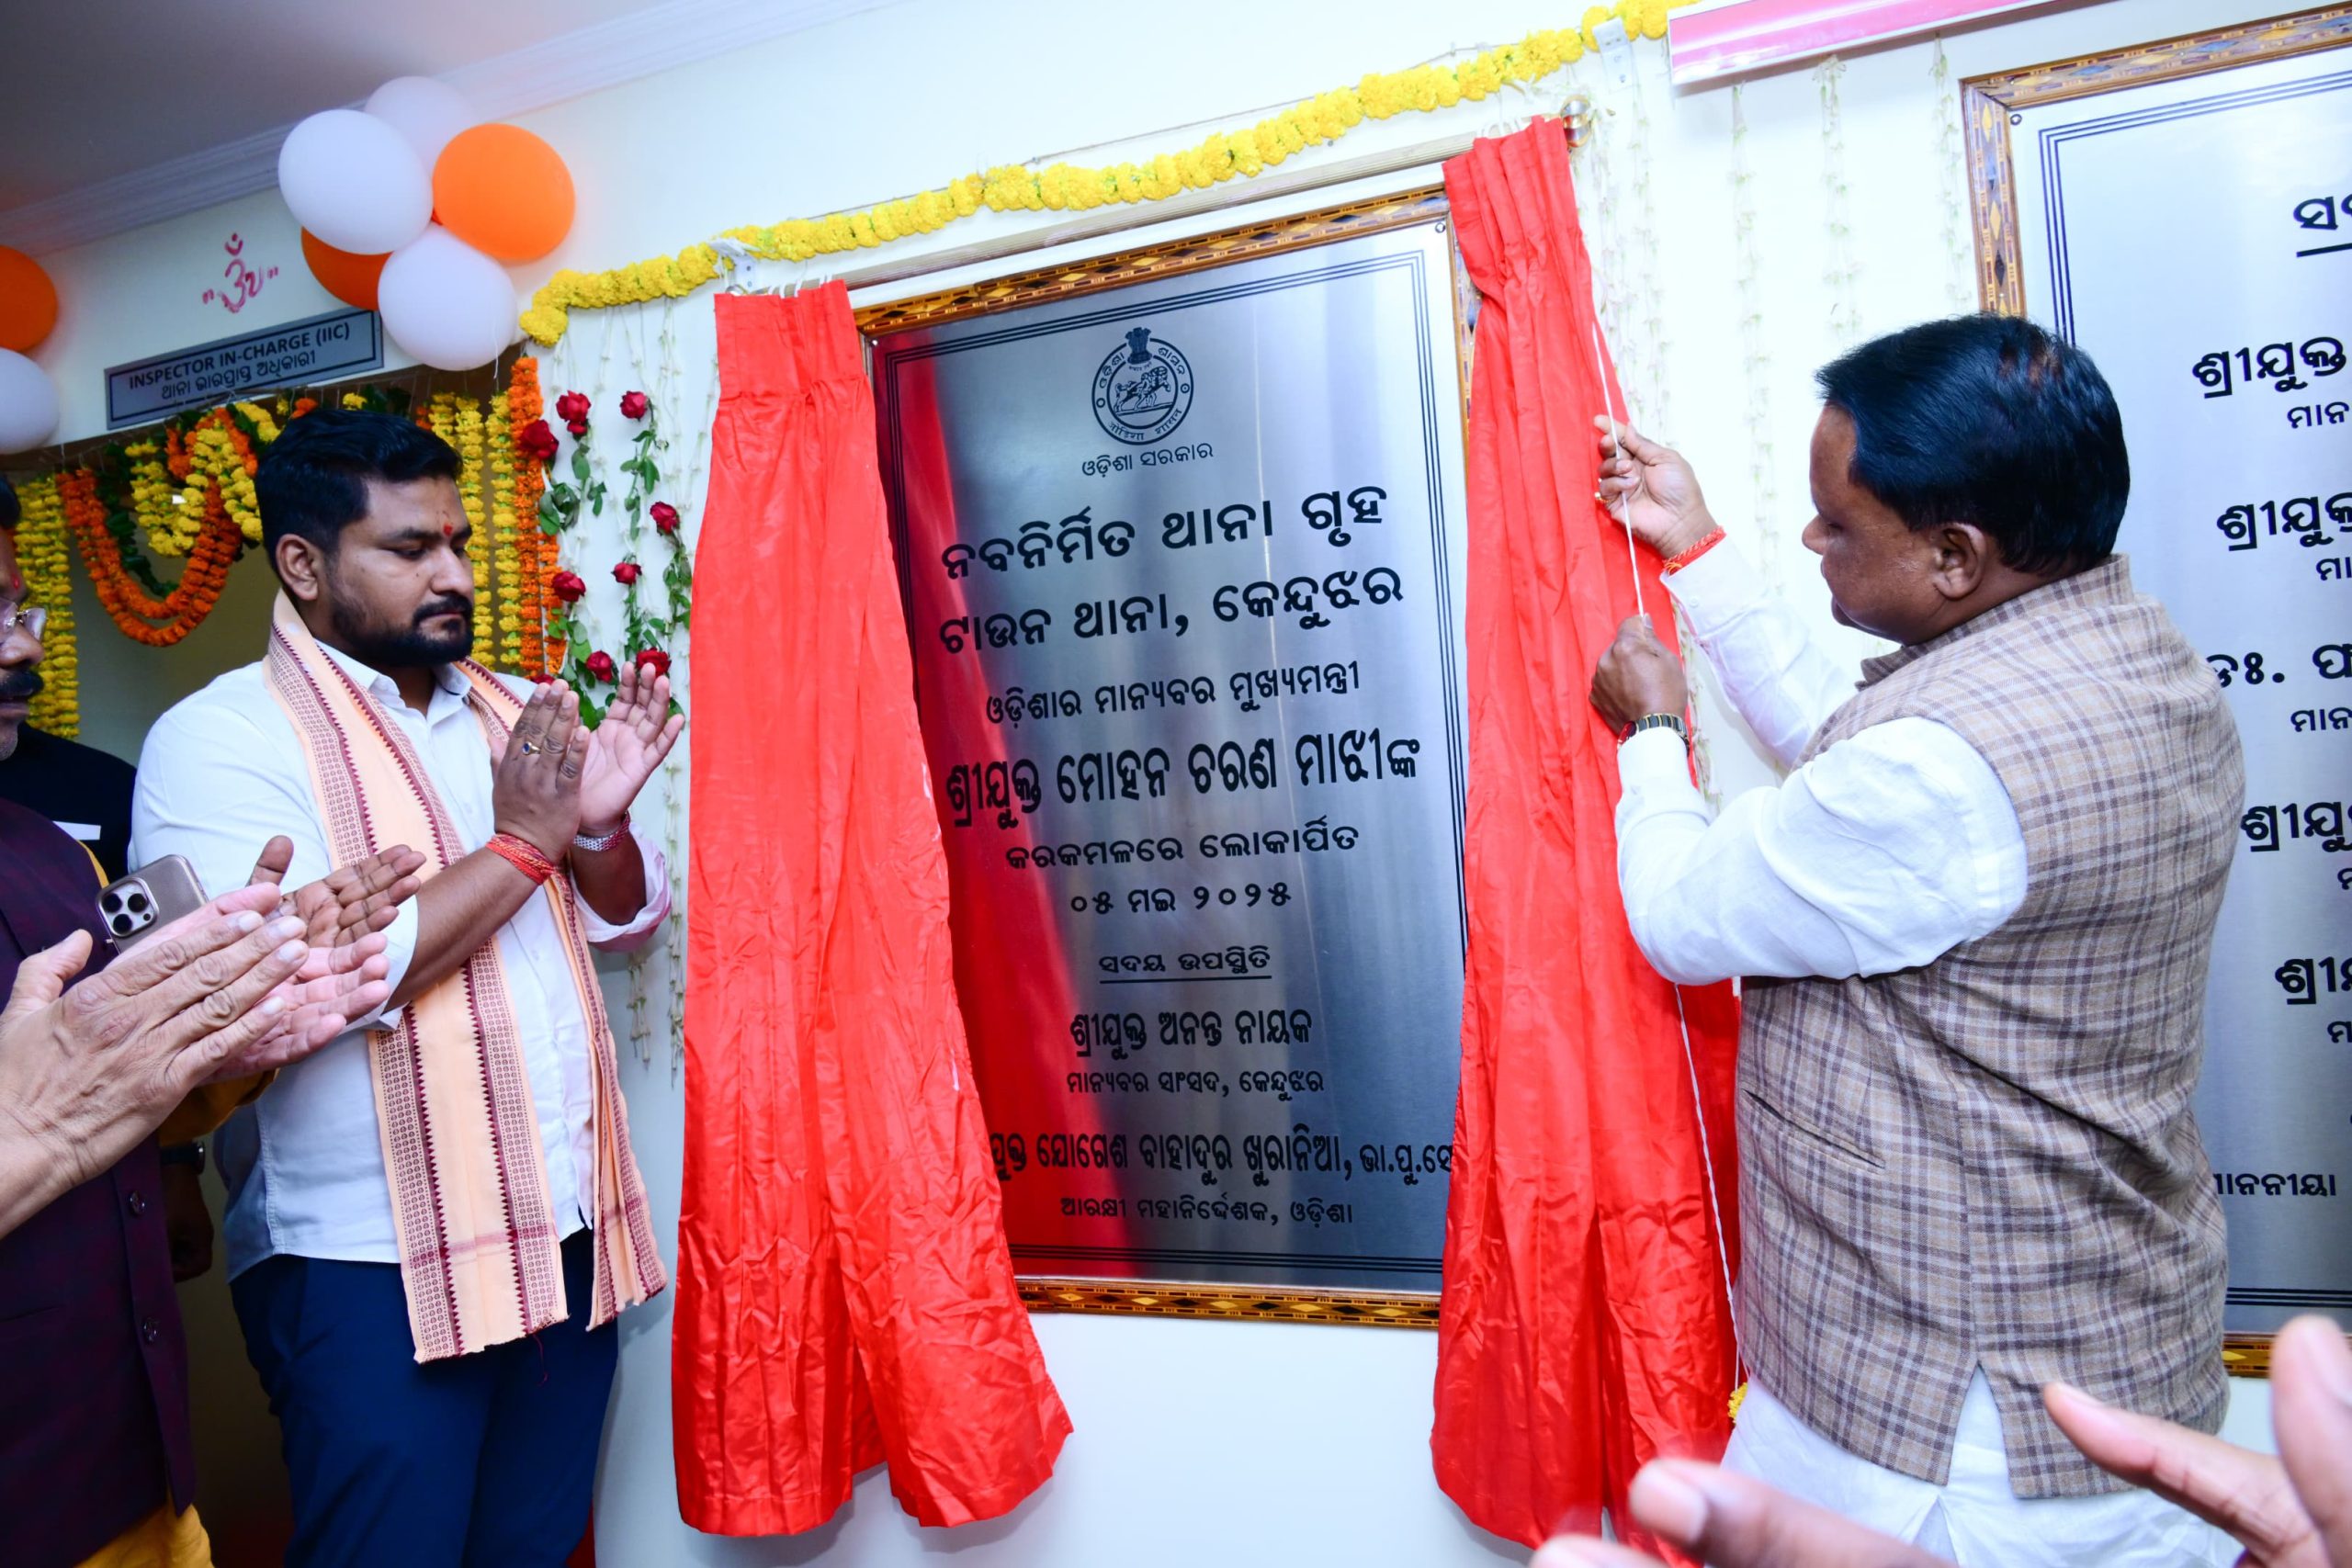 INSPECTOR IN-CHARGE (IIC)
ଥାନା ଭାରପ୍ରାପ୍ତ ଅଧିକାରୀ
ଓଡ଼ିଶା ସରକାର
ନବନିର୍ମିତ ଥାନା ଗୃହ
ଟାଉନ ଥାନା, କେନ୍ଦୁଝର
ଓଡ଼ିଶାର ମାନ୍ୟବର ମୁଖ୍ୟମନ୍ତ୍ରୀ
ଶ୍ରୀଯୁକ୍ତ ମୋହନ ଚରଣ ମାଝୀଙ୍କ
କରକମଳରେ ଲୋକାର୍ପିତ
୦୫ ମଇ ୨୦୨୫
ସଦୟ ଉପସ୍ଥିତି
ଶ୍ରୀଯୁକ୍ତ ଅନନ୍ତ ନାୟକ
ମାନ୍ୟବର ସାଂସଦ, କେନ୍ଦୁଝର
ଯୁକ୍ତ ଯୋଗେଶ ବାହାଦୁର ଖୁରାନିଆ, ଭା.ପୁ.ସେ
ଆରକ୍ଷୀ ମହାନିର୍ଦ୍ଦେଶକ, ଓଡ଼ିଶା
ଶ୍ରୀଯୁକ୍ତ
ମାନ
ଶ୍ରୀଯୁକ୍ତ
ମା
ଡଃ.
ମାନ
ଶ୍ରୀଯୁ
ମାନନୀୟା